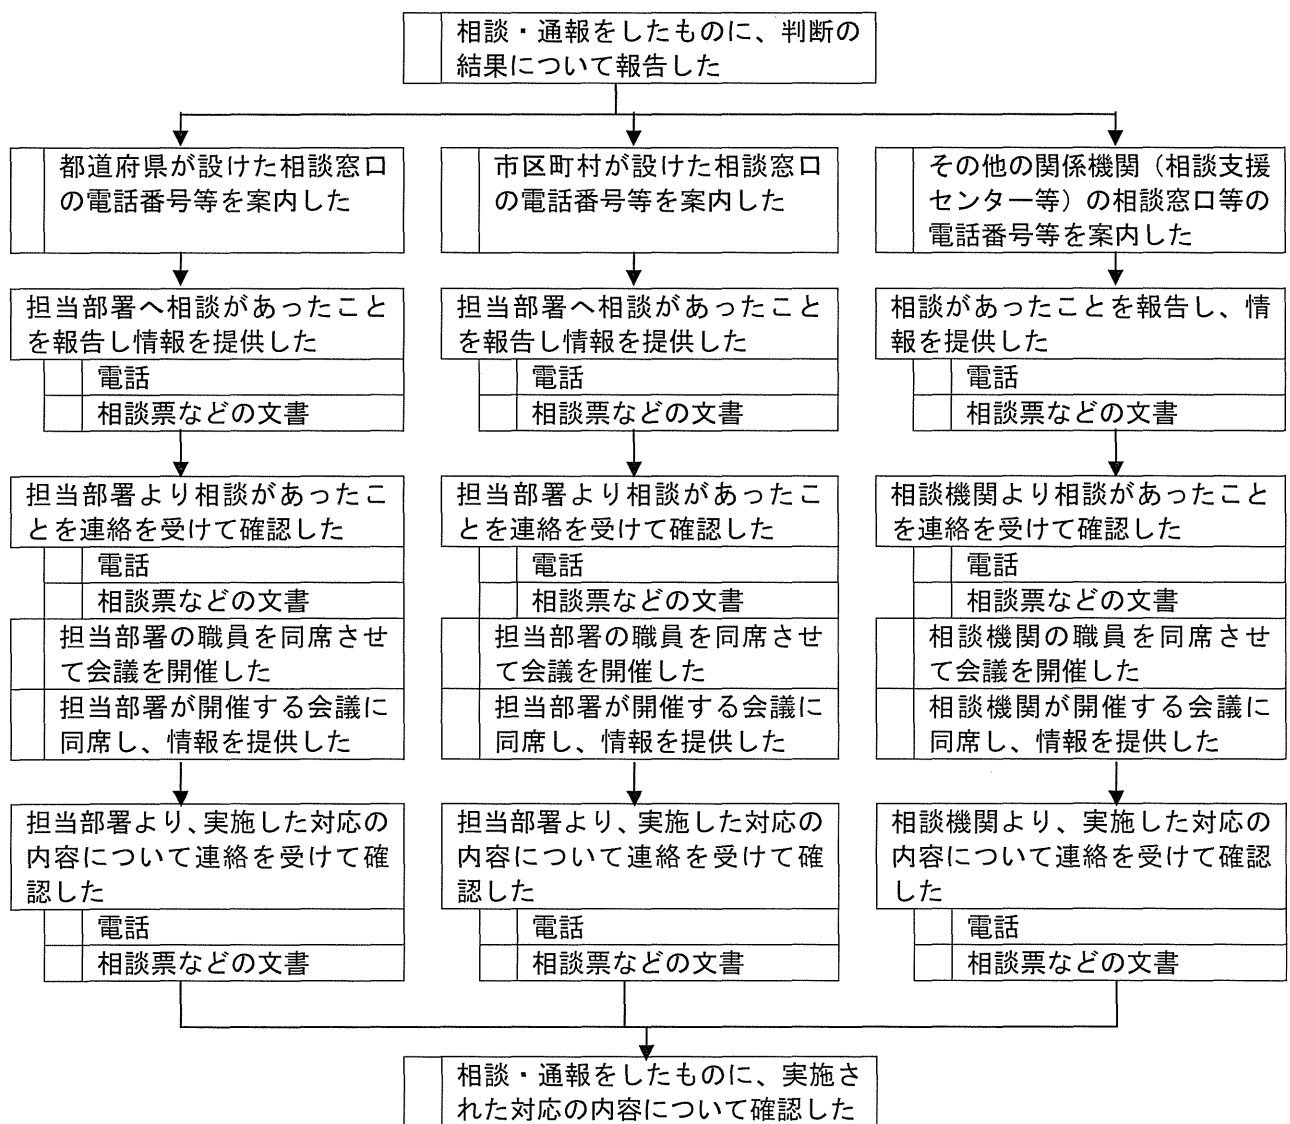 相談・通報をしたものに、判断の
結果について報告した
都道府県が設けた相談窓口
の電話番号等を案内した
市区町村が設けた相談窓口
の電話番号等を案内した
その他の関係機関（相談支援
センター等）の相談窓口等の
電話番号等を案内した
担当部署へ相談があったこと
を報告し情報を提供した
電話
相談票などの文書
担当部署へ相談があったこと
を報告し情報を提供した
電話
相談票などの文書
相談があったことを報告し、情
報を提供した
電話
相談票などの文書
担当部署より相談があったこ
とを連絡を受けて確認した
電話
相談票などの文書
担当部署の職員を同席させ
て会議を開催した
担当部署が開催する会議に
同席し、情報を提供した
担当部署より相談があったこ
とを連絡を受けて確認した
電話
相談票などの文書
担当部署の職員を同席させ
て会議を開催した
担当部署が開催する会議に
同席し、情報を提供した
相談機関より相談があったこと
を連絡を受けて確認した
電話
相談票などの文書
相談機関の職員を同席させ
て会議を開催した
相談機関が開催する会議に
同席し、情報を提供した
担当部署より、実施した対応の
内容について連絡を受けて確
認した
電話
相談票などの文書
担当部署より、実施した対応の
内容について連絡を受けて確
認した
電話
相談票などの文書
相談機関より、実施した対応の
内容について連絡を受けて確認
した
電話
相談票などの文書
相談・通報をしたものに、実施さ
れた対応の内容について確認した